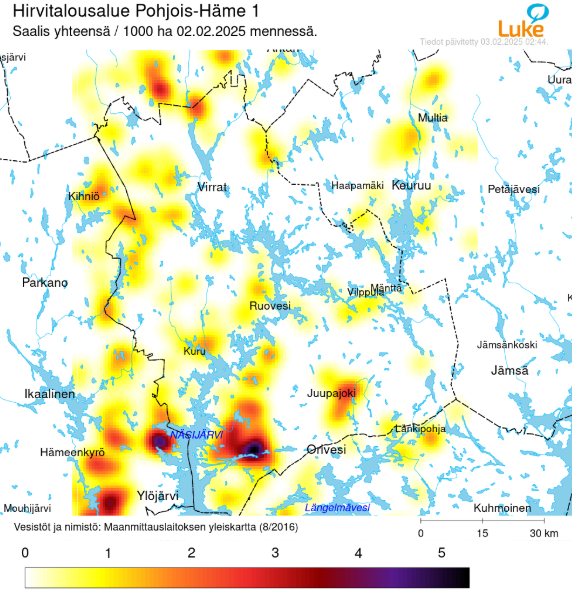 Hirvitalousalue Pohjois-Häme 1
Saalis yhteensä / 1000 ha 02.02.2025 mennessä.
Luke
Tiedot päivitetty 03.02.2025 02:44.
Multia
Virrat
Haapamäki
Keuruu
Petäjävesi
Kihniö
Parkano
Vilppula
Mänttä
Ruovesi
Kuru
Jämsänkoski
Jämsä
Juupajoki
Ikaalinen
NÄSIJÄRVI
Länkipohja
Hämeenkyrö
Orivesi
Ylöjärvi
Längelmävesi
Kuhmoinen
Mouhijärvi
Vesistöt ja nimistö: Maanmittauslaitoksen yleiskartta (8/2016)
0 15 30 km
0 1 2 3 4 5